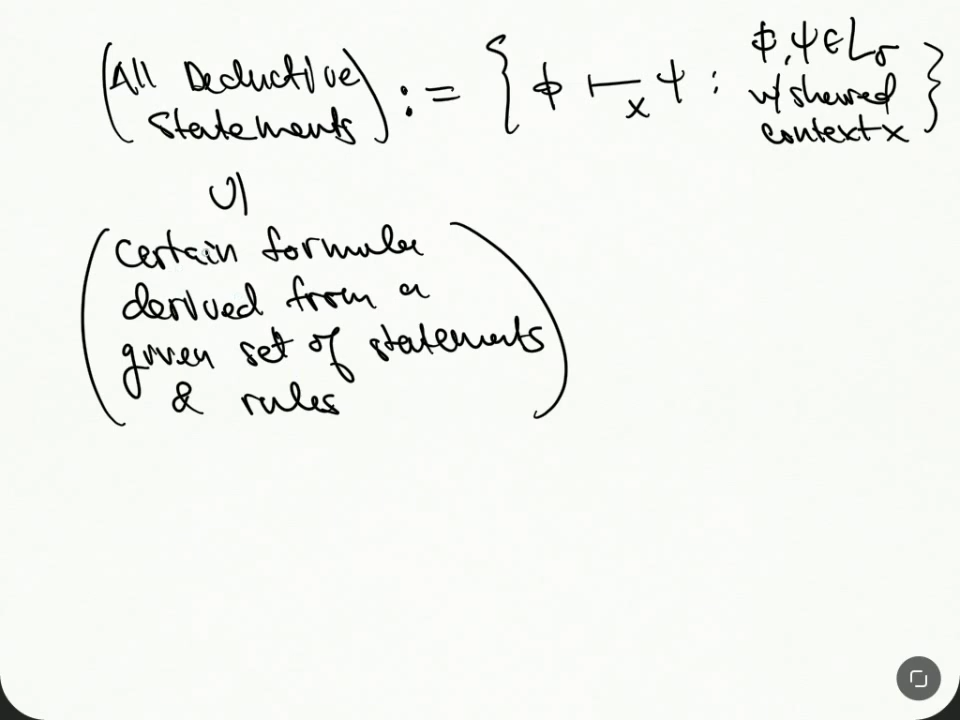 (All Deductive Statements) := { φ ⊢ₓ ψ : φ, ψ ∈ L_σ w/ shared context x }
∪|
(certain formulae
derived from a
given set of statements
& rules)